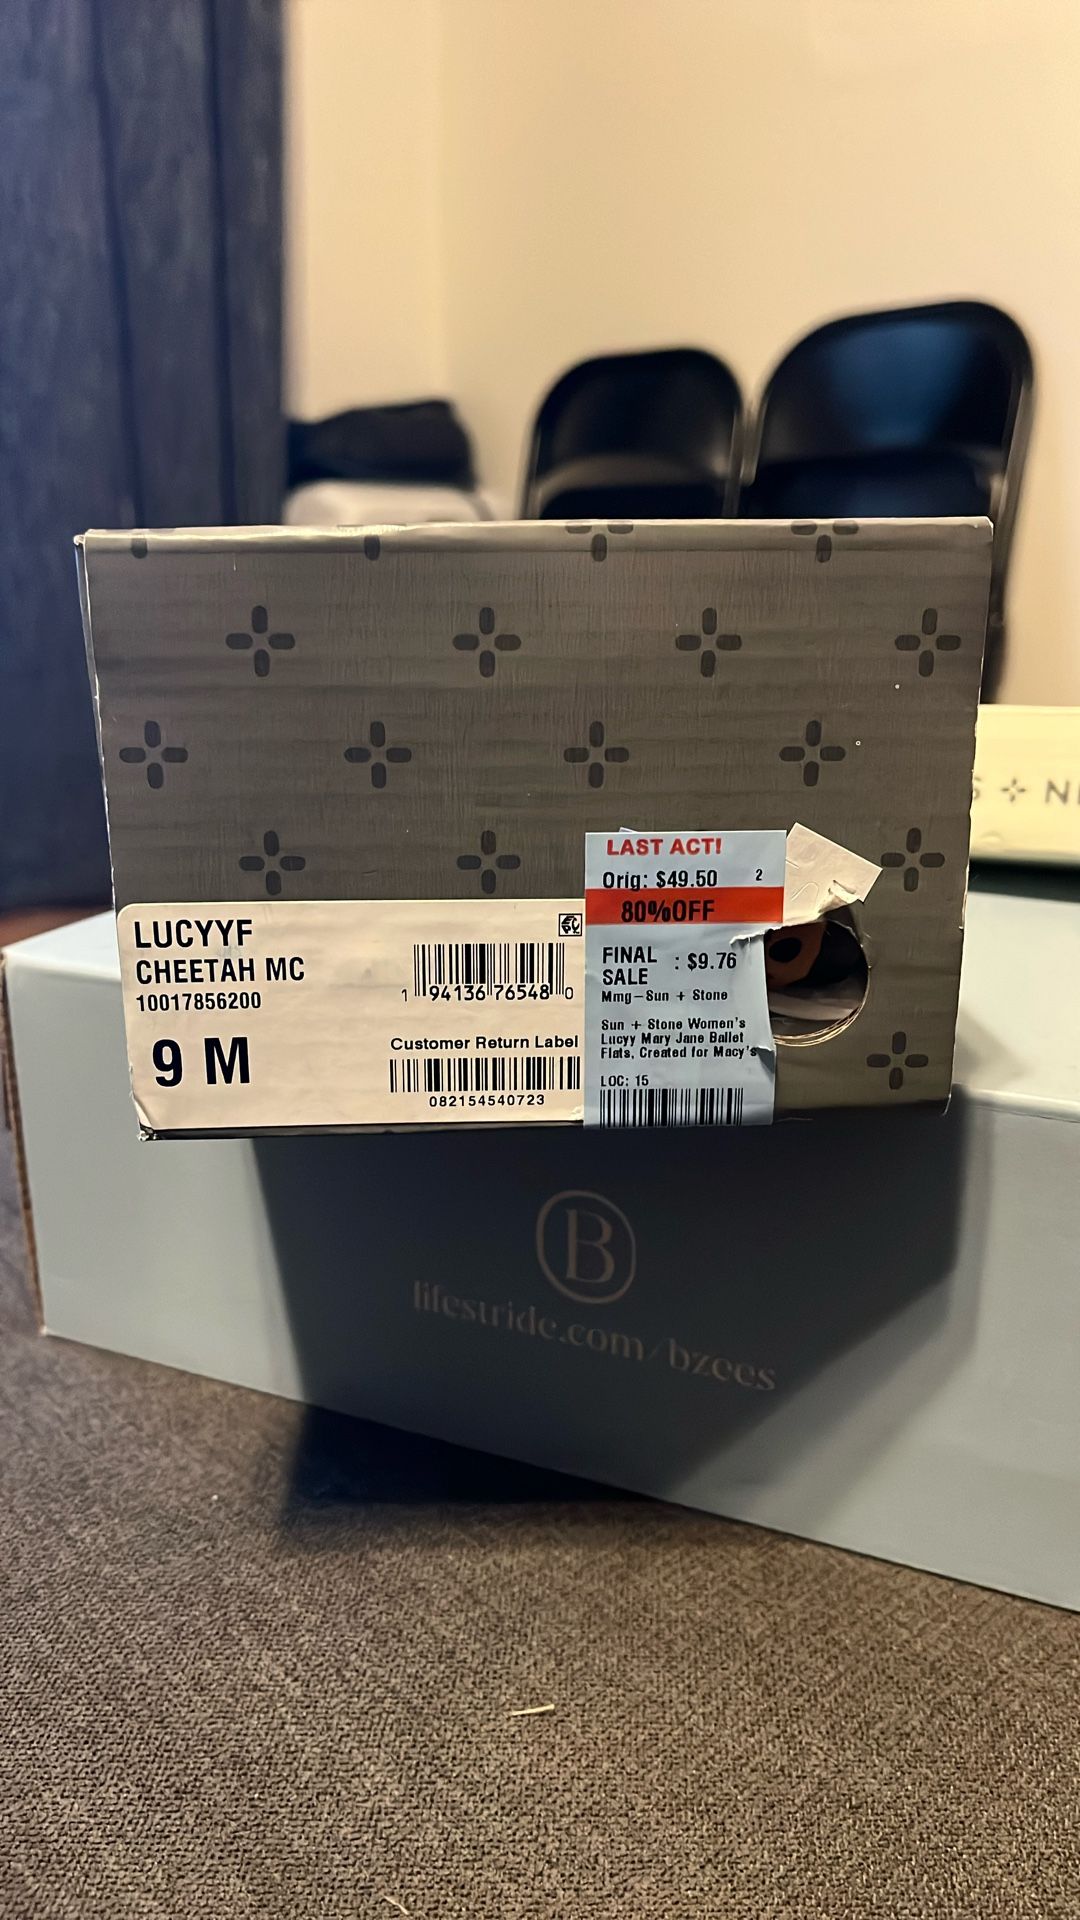 LUCYYF
CHEETAH MC
10017856200
9 M
1 94136 76548 0
Customer Return Label
082154540723
LAST ACT!
Orig: $49.50 2
80%OFF
FINAL
SALE : $9.76
Mmg-Sun + Stone
Sun + Stone Women's
Lucyy Mary Jane Ballet
Flats, Created for Macy's
LOC: 15
S + NI
B
lifestride.com/bzees